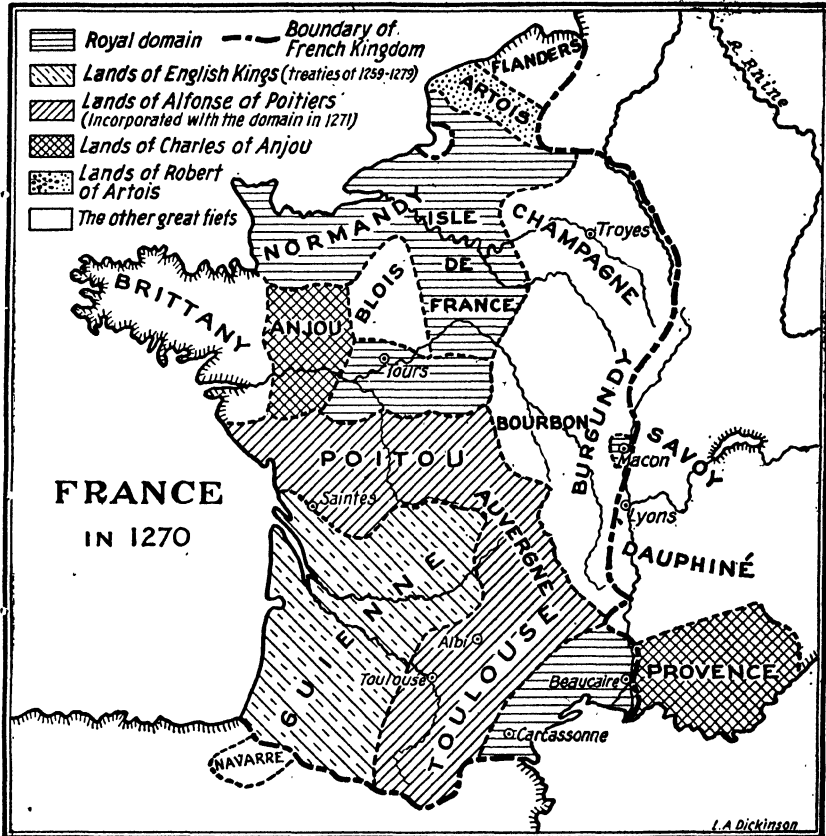 Royal domain
Boundary of
French Kingdom
Lands of English Kings (treaties of 1259-1279)
Lands of Alfonse of Poitiers
(Incorporated with the domain in 1271)
Lands of Charles of Anjou
Lands of Robert
of Artois
The other great fiefs
FLANDERS
ARTOIS
R. Rhine
NORMANDY
ISLE
DE
FRANCE
CHAMPAGNE
Troyes
BRITTANY
ANJOU
BLOIS
Tours
BOURBON
BURGUNDY
Macon
SAVOY
POITOU
Saintes
FRANCE
IN 1270
AUVERGNE
Lyons
DAUPHINÉ
GUIENNE
Albi
Toulouse
TOULOUSE
Beaucaire
PROVENCE
Carcassonne
NAVARRE
L.A Dickinson